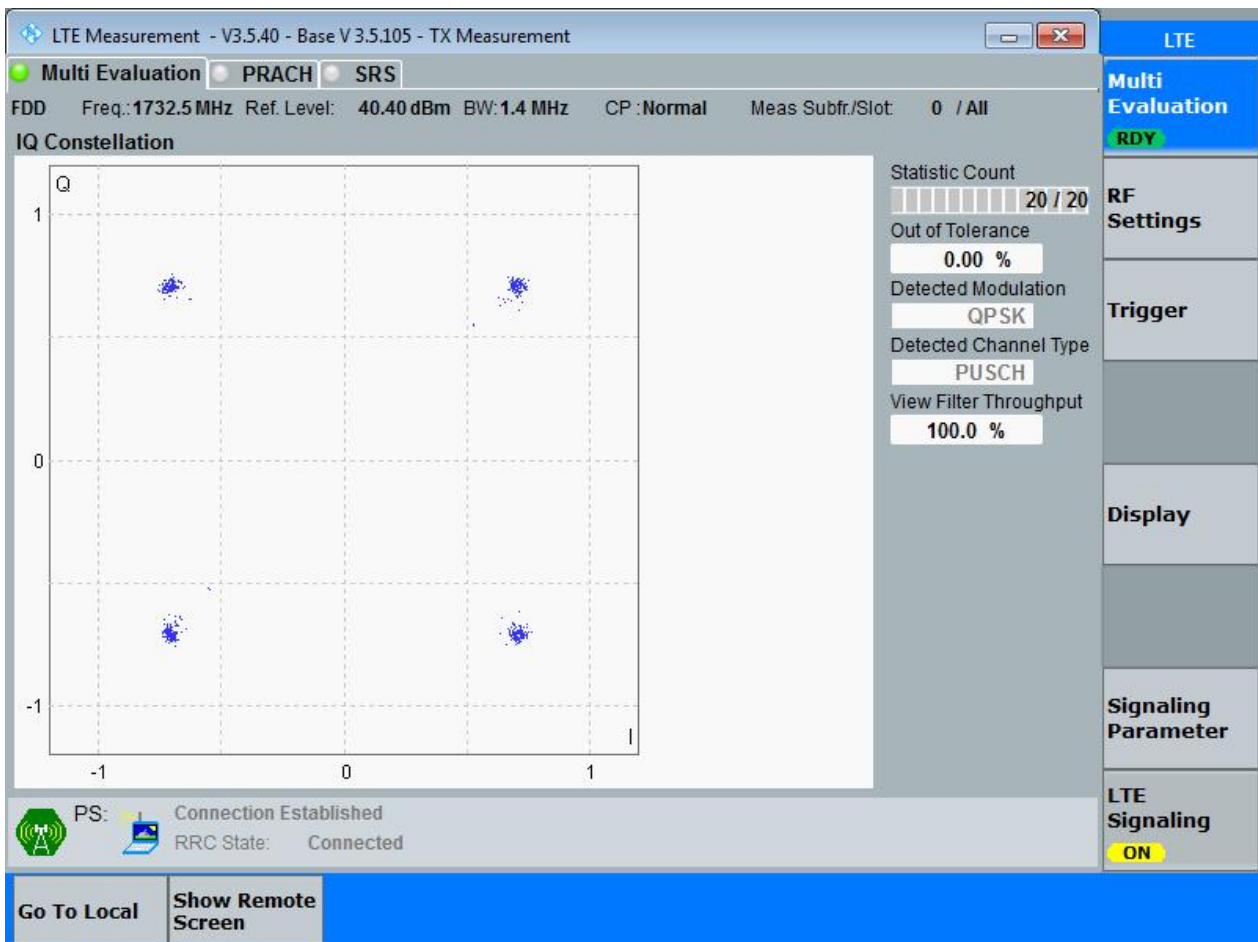 LTE Measurement - V3.5.40 - Base V 3.5.105 - TX Measurement
LTE
Multi Evaluation PRACH SRS
Multi
Evaluation
RDY
FDD Freq.: 1732.5 MHz Ref. Level: 40.40 dBm BW: 1.4 MHz CP : Normal Meas Subfr./Slot: 0 / All
IQ Constellation
Q
I
1
0
-1
-1 0 1
Statistic Count
20 / 20
Out of Tolerance
0.00 %
Detected Modulation
QPSK
Detected Channel Type
PUSCH
View Filter Throughput
100.0 %
RF
Settings
Trigger
Display
Signaling
Parameter
LTE
Signaling
ON
PS: Connection Established
RRC State: Connected
Go To Local
Show Remote
Screen